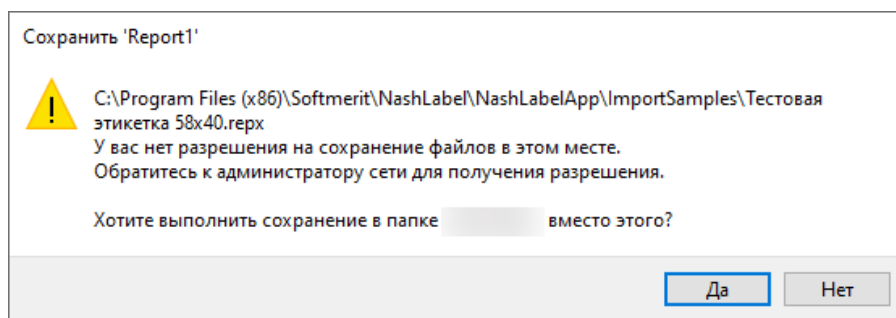 Сохранить 'Report1'
C:\Program Files (x86)\Softmerit\NashLabel\NashLabelApp\ImportSamples\Тестовая
этикетка 58x40.repx
У вас нет разрешения на сохранение файлов в этом месте.
Обратитесь к администратору сети для получения разрешения.
Хотите выполнить сохранение в папке вместо этого?
Да
Нет